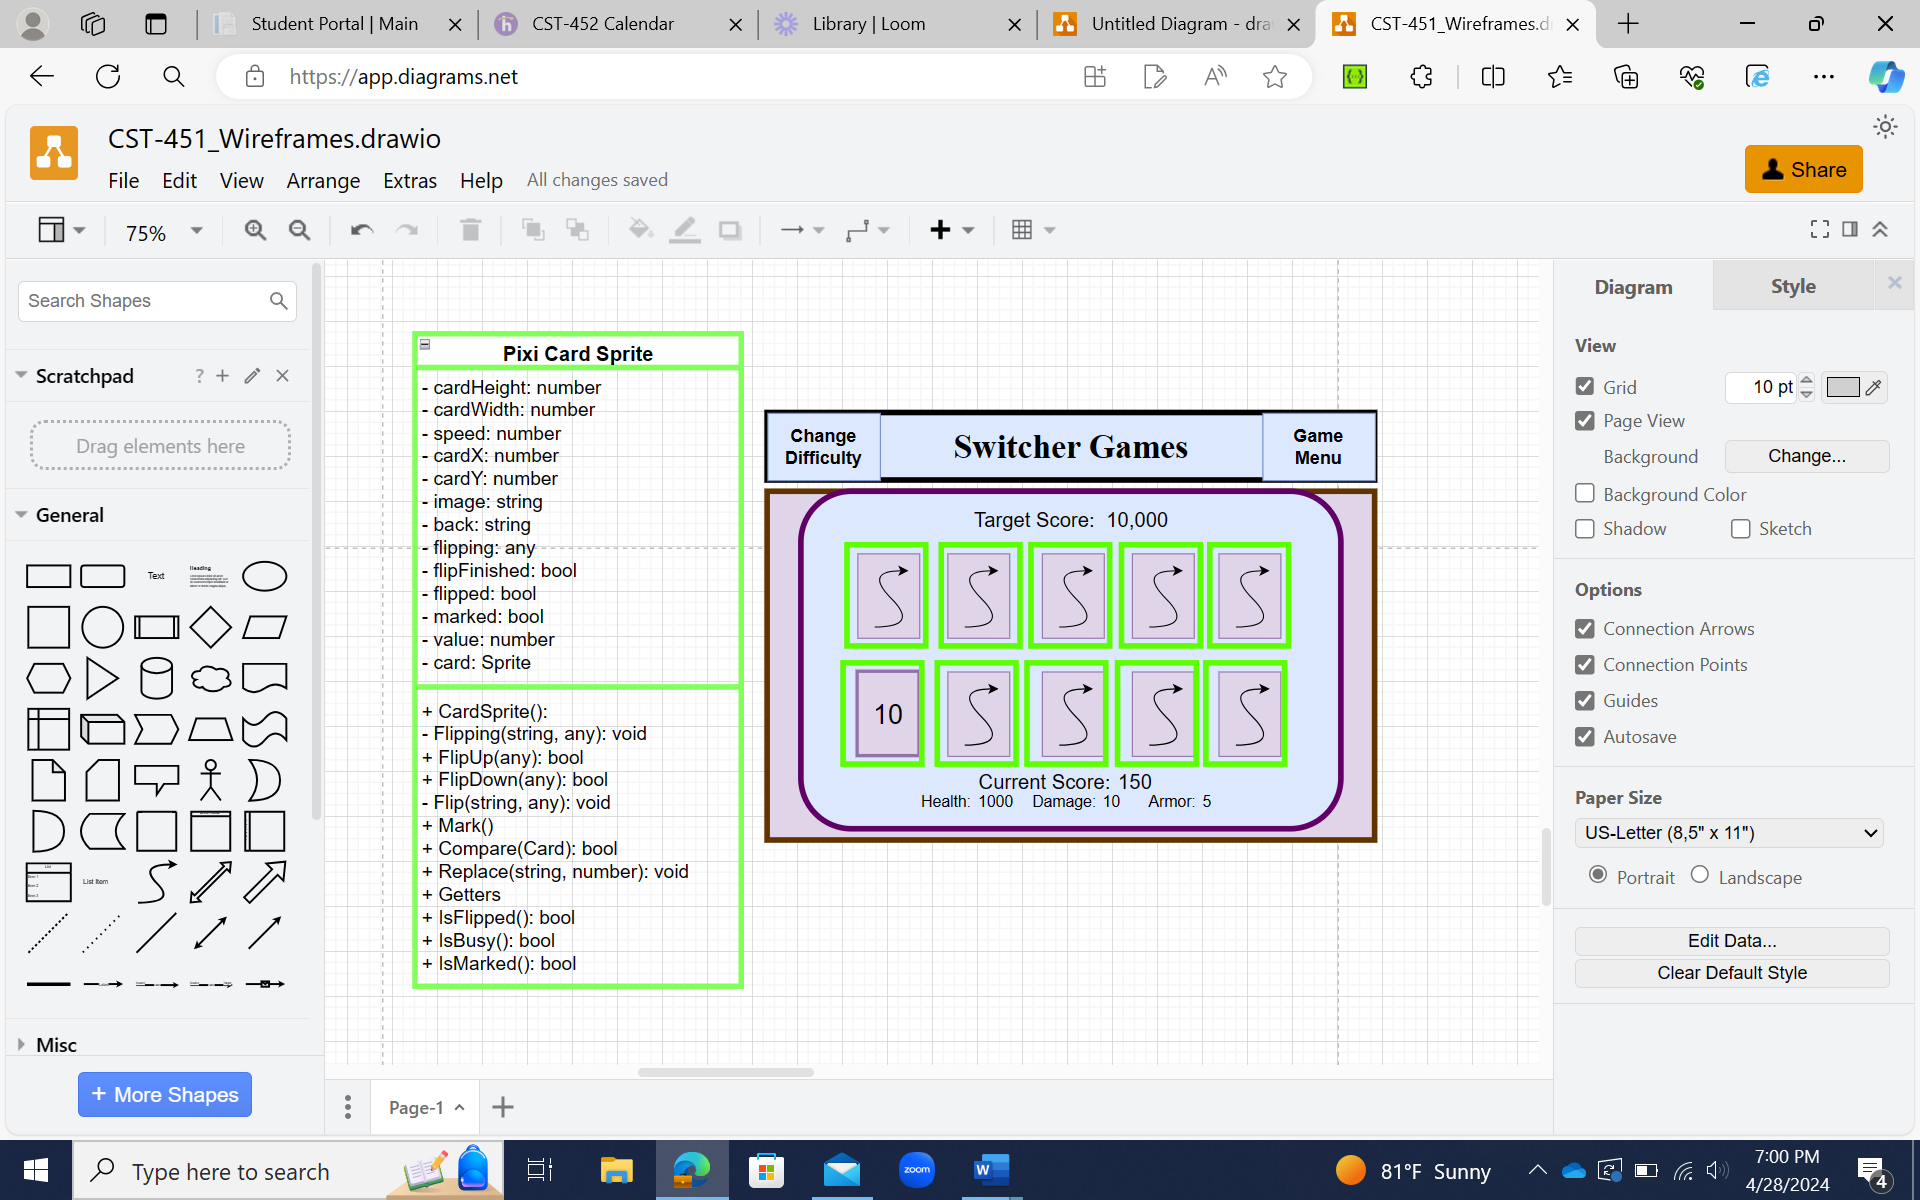 Student Portal | Main
CST-452 Calendar
Library | Loom
Untitled Diagram - dra
CST-451_Wireframes.d
https://app.diagrams.net
CST-451_Wireframes.drawio
File Edit View Arrange Extras Help All changes saved
Share
75%
Search Shapes
Scratchpad
?
Drag elements here
General
Text
Heading
List
List Item
Misc
+ More Shapes
Pixi Card Sprite
- cardHeight: number
- cardWidth: number
- speed: number
- cardX: number
- cardY: number
- image: string
- back: string
- flipping: any
- flipFinished: bool
- flipped: bool
- marked: bool
- value: number
- card: Sprite
+ CardSprite():
- Flipping(string, any): void
+ FlipUp(any): bool
+ FlipDown(any): bool
- Flip(string, any): void
+ Mark()
+ Compare(Card): bool
+ Replace(string, number): void
+ Getters
+ IsFlipped(): bool
+ IsBusy(): bool
+ IsMarked(): bool
Change
Difficulty
Switcher Games
Game
Menu
Target Score: 10,000
10
Current Score: 150
Health: 1000 Damage: 10 Armor: 5
Page-1
Diagram
Style
View
Grid
10 pt
Page View
Background
Change...
Background Color
Shadow
Sketch
Options
Connection Arrows
Connection Points
Guides
Autosave
Paper Size
US-Letter (8,5" x 11")
Portrait
Landscape
Edit Data...
Clear Default Style
Type here to search
zoom
W
81°F Sunny
7:00 PM
4/28/2024
4